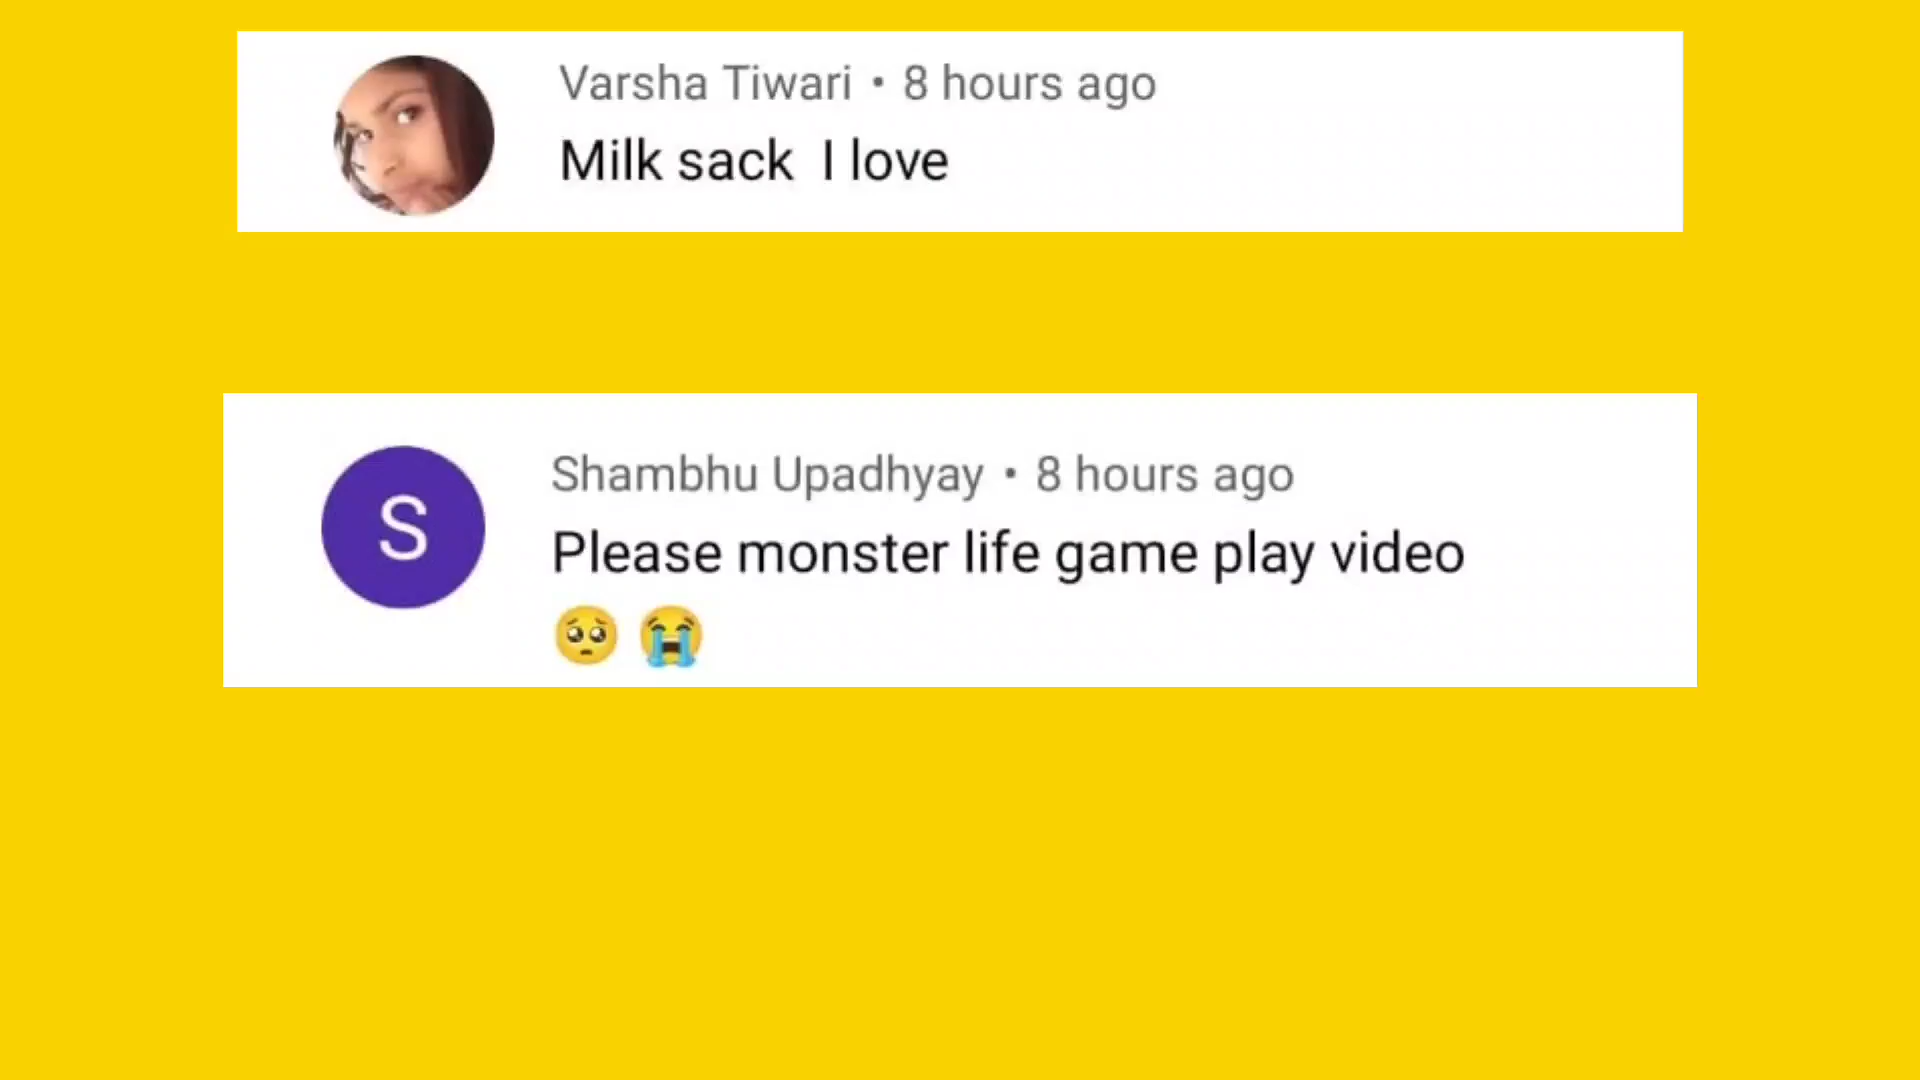 Varsha Tiwari • 8 hours ago
Milk sack  I love
S
Shambhu Upadhyay • 8 hours ago
Please monster life game play video
🥺 😭